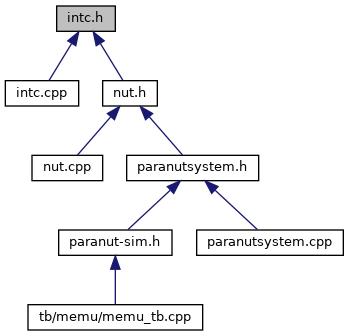 intc.h
intc.cpp
nut.h
nut.cpp
paranutsystem.h
paranut-sim.h
paranutsystem.cpp
tb/memu/memu_tb.cpp